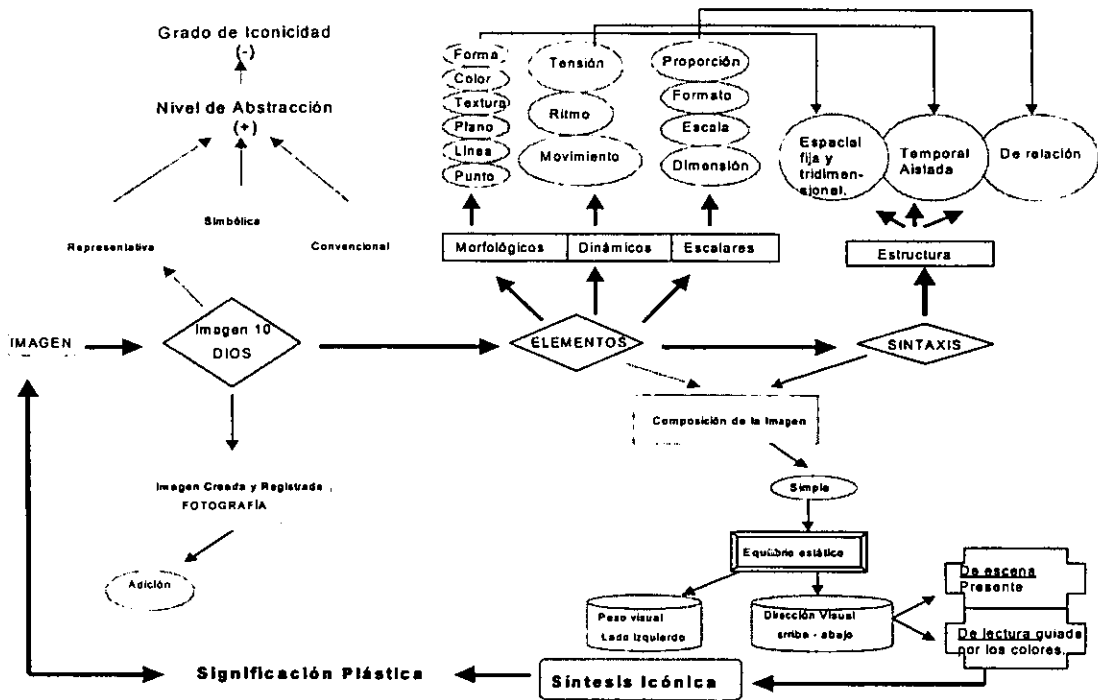 Grado de Iconicidad
(-)
Nivel de Abstracción
(+)
Simbólica
Representativa
Convencional
Forma
Color
Textura
Plano
Línea
Punto
Tensión
Ritmo
Movimiento
Proporción
Formato
Escala
Dimensión
Espacial
fija y
tridimen-
sional.
Temporal
Aislada
De relación
Morfológicos
Dinámicos
Escalares
Estructura
IMAGEN
Imagen 10
DIOS
ELEMENTOS
SINTAXIS
Composición de la Imagen
Simple
Imagen Creada y Registrada
FOTOGRAFÍA
Adición
Equilibrio estático
Peso visual
Lado Izquierdo
Dirección Visual
arriba - abajo
De escena
Presente
De lectura guiada
por los colores.
Significación Plástica
Síntesis Icónica